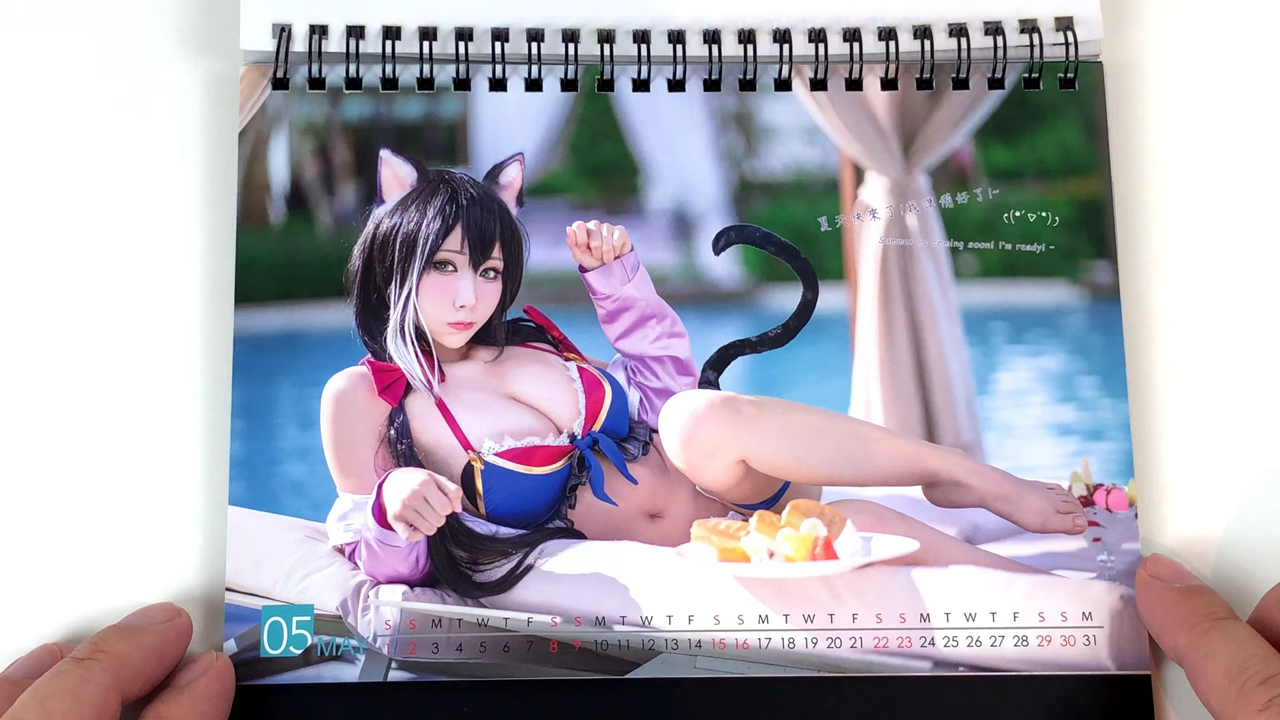 夏天快來了!我準備好了!~
ς(*´∇`*)ς
Summer is coming soon! I'm ready! ~
05 MAY
S S M T W T F S S M T W T F S S M T W T F S S M T W T F S S M
1 2 3 4 5 6 7 8 9 10 11 12 13 14 15 16 17 18 19 20 21 22 23 24 25 26 27 28 29 30 31